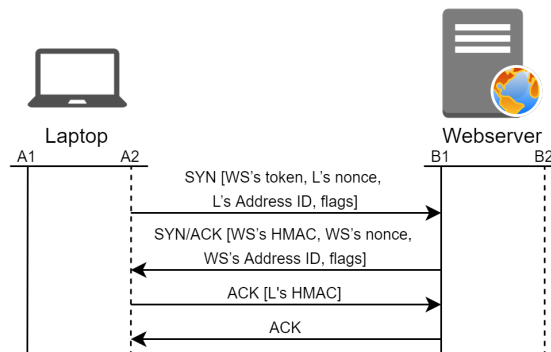 Laptop
Webserver
A1
A2
B1
B2
SYN [WS's token, L's nonce,
L's Address ID, flags]
SYN/ACK [WS's HMAC, WS's nonce,
WS's Address ID, flags]
ACK [L's HMAC]
ACK